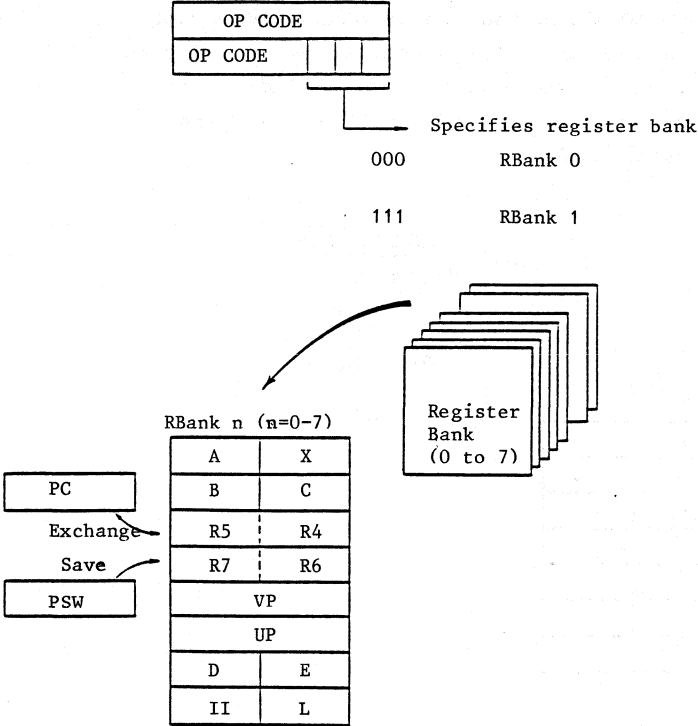 OP CODE
OP CODE
Specifies register bank
000 RBank 0
111 RBank 1
Register
Bank
(0 to 7)
RBank n (n=0-7)
A X
PC
B C
Exchange
R5 R4
Save
R7 R6
PSW
VP
UP
D E
II L